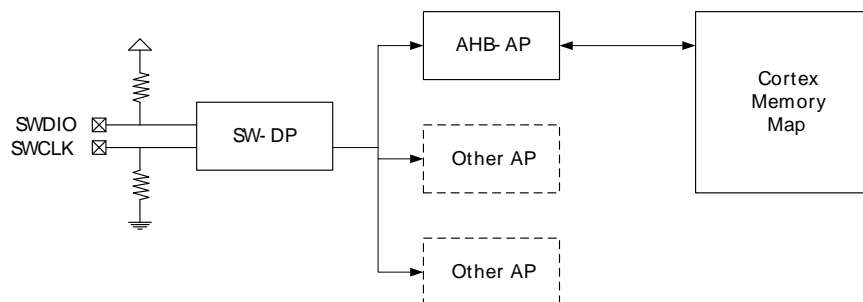 AHB-AP
Cortex
Memory
Map
SWDIO
SWCLK
SW-DP
Other AP
Other AP